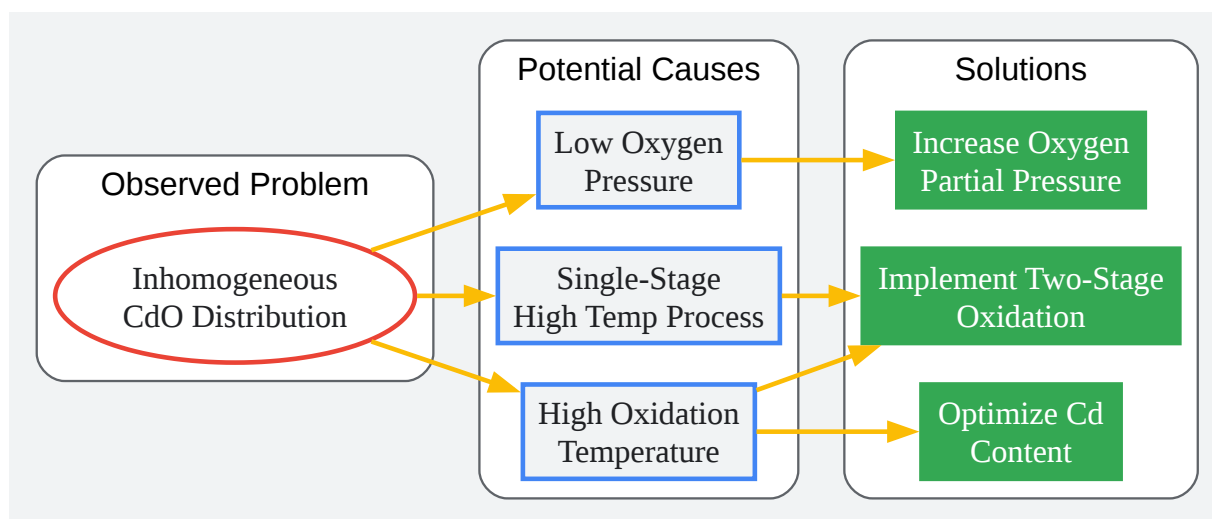 Observed Problem
Inhomogeneous
CdO Distribution
Potential Causes
Low Oxygen
Pressure
Single-Stage
High Temp Process
High Oxidation
Temperature
Solutions
Increase Oxygen
Partial Pressure
Implement Two-Stage
Oxidation
Optimize Cd
Content